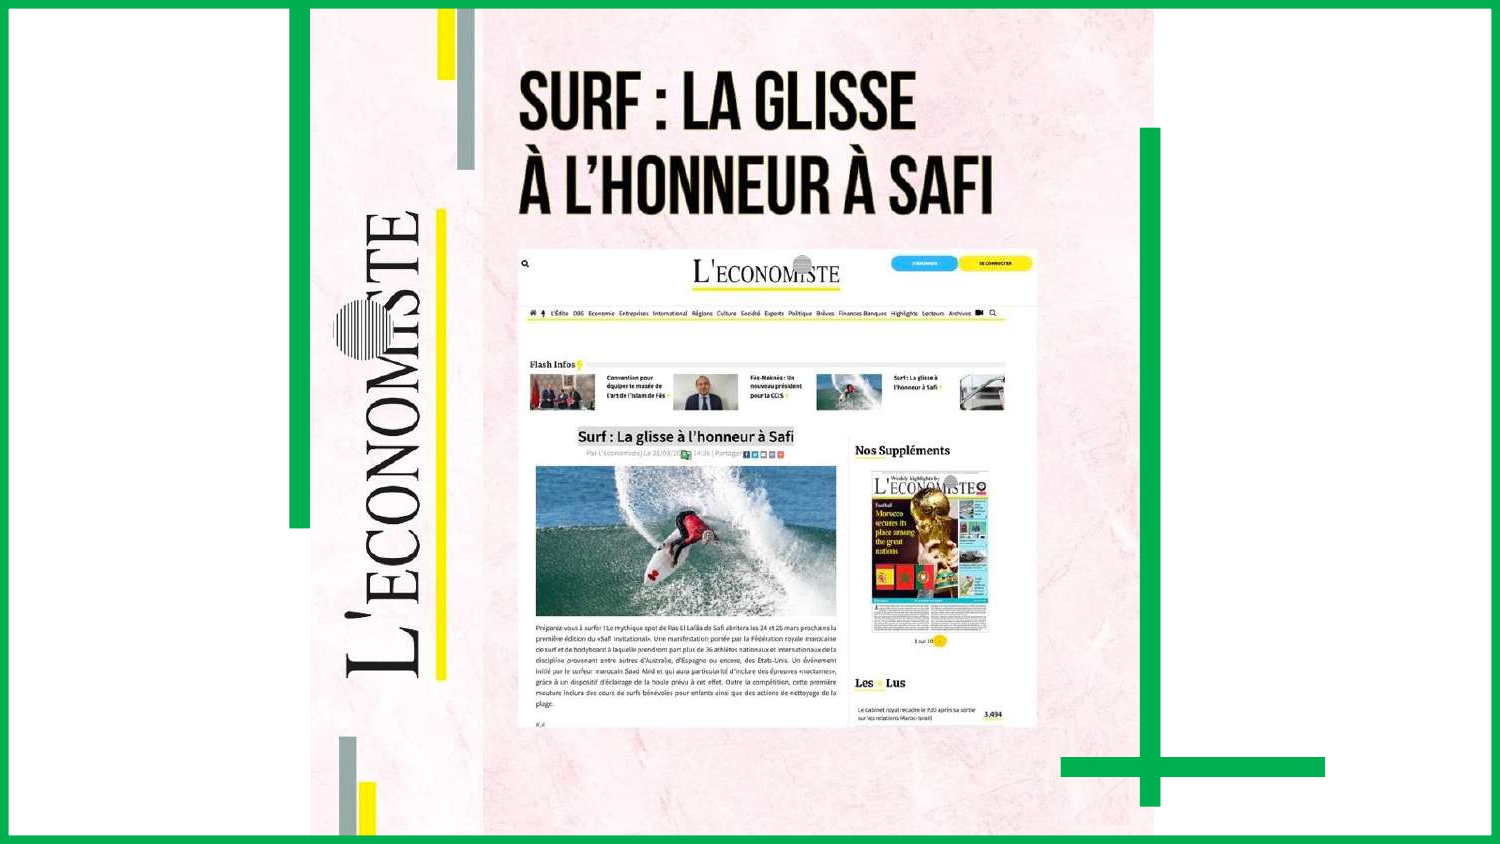 SURF : LA GLISSE
À L'HONNEUR À SAFI
L'ECONOMISTE
L'ECONOMISTE
SE CONNECTER
L'Édito DBS Economie Entreprises International Régions Culture Société Experts Politique Brèves Finances-Banques Highlights Lecteurs Archives
Flash Infos
Convention pour
équiper le musée de
l'art de l'Islam de Fès
Fès-Meknès : Un
nouveau président
pour la CCIS
Surf : La glisse à
l'honneur à Safi
Surf : La glisse à l'honneur à Safi
14:26 | Partager
Préparez-vous à surfer ! Le mythique spot de Ras El Lafâa de Safi abritera les 24 et 25 mars prochains la
première édition du «Safi Invitational». Une manifestation portée par la Fédération royale marocaine
de surf et de bodyboard à laquelle prendront part plus de 36 athlètes nationaux et internationaux de la
discipline provenant entre autres d'Australie, d'Espagne ou encore, des Etats-Unis. Un événement
initié par le surfeur marocain Saad Abid et qui aura particularité d'inclure des épreuves «nocturnes»,
grâce à un dispositif d'éclairage de la houle prévu à cet effet. Outre la compétition, cette première
mouture inclura des cours de surfs bénévoles pour enfants ainsi que des actions de nettoyage de la
plage.
K.A.
Nos Suppléments
Weekly highlights by
L'ECONOMISTE
Football
Morocco
secures its
place among
the great
nations
1 sur 10
Les + Lus
Le cabinet royal recadre le PJD après sa sortie
sur les relations Maroc-Israël
3,494